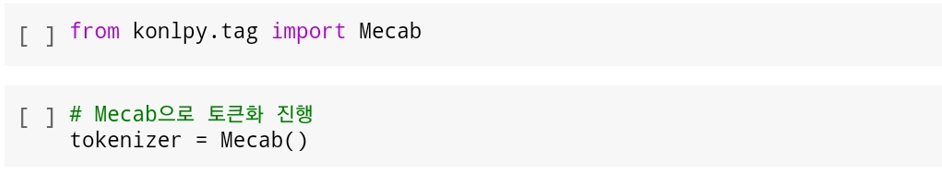 [ ] from konlpy.tag import Mecab
[ ] # Mecab으로 토큰화 진행
tokenizer = Mecab()